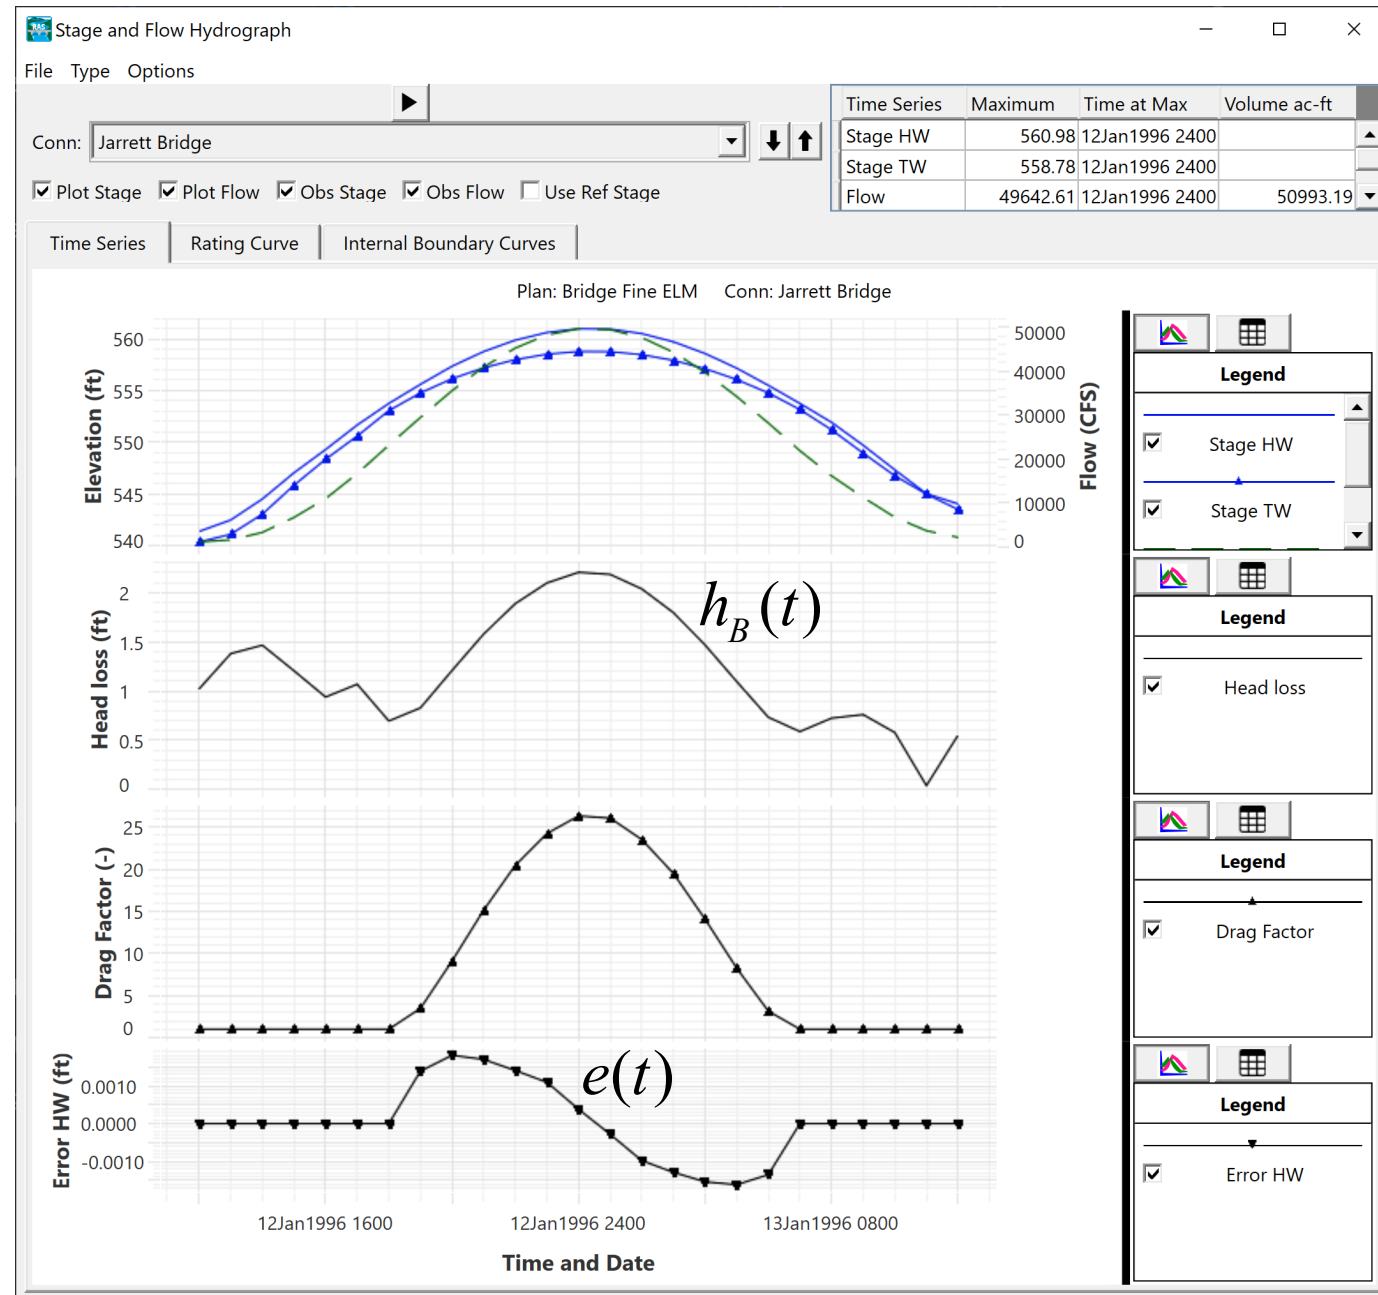 Stage and Flow Hydrograph
File Type Options
Conn: Jarrett Bridge
Plot Stage Plot Flow Obs Stage Obs Flow Use Ref Stage
Time Series Maximum Time at Max Volume ac-ft
Stage HW 560.98 12Jan1996 2400
Stage TW 558.78 12Jan1996 2400
Flow 49642.61 12Jan1996 2400 50993.19
Time Series Rating Curve Internal Boundary Curves
Plan: Bridge Fine ELM Conn: Jarrett Bridge
Elevation (ft)
560
555
550
545
540
50000
40000
30000
20000
10000
0
Flow (CFS)
Legend
Stage HW
Stage TW
Head loss (ft)
2
1.5
1
0.5
0
h_B(t)
Legend
Head loss
Drag Factor (-)
25
20
15
10
5
0
Legend
Drag Factor
Error HW (ft)
0.0010
0.0000
-0.0010
e(t)
Legend
Error HW
12Jan1996 1600 12Jan1996 2400 13Jan1996 0800
Time and Date